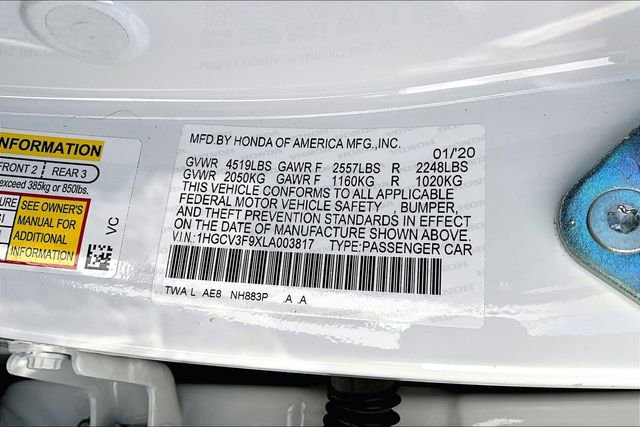 INFORMATION
FRONT 2 REAR 3
exceed 385kg or 850lbs.
SEE OWNER'S
MANUAL FOR
ADDITIONAL
INFORMATION
VC
MFD.BY HONDA OF AMERICA MFG.,INC.
01/20
GVWR 4519LBS GAWR F 2557LBS R 2248LBS
GVWR 2050KG GAWR F 1160KG R 1020KG
THIS VEHICLE CONFORMS TO ALL APPLICABLE
FEDERAL MOTOR VEHICLE SAFETY , BUMPER,
AND THEFT PREVENTION STANDARDS IN EFFECT
ON THE DATE OF MANUFACTURE SHOWN ABOVE.
V.I.N.:1HGCV3F9XLA003817 TYPE:PASSENGER CAR
TWA L AE8 NH883P .A .A